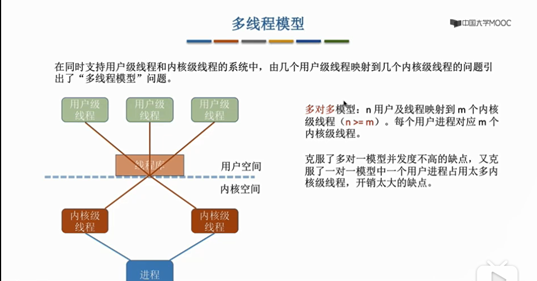 多线程模型
中国大学MOOC
在同时支持用户级线程和内核级线程的系统中，由几个用户级线程映射到几个内核级线程的问题引
出了“多线程模型”问题。
用户级
线程
用户级
线程
用户级
线程
线程库
用户空间
内核空间
内核级
线程
内核级
线程
进程
多对多模型：n 用户及线程映射到 m 个内核
级线程（n >= m）。每个用户进程对应 m 个
内核级线程。
克服了多对一模型并发度不高的缺点，又克
服了一对一模型中一个用户进程占用太多内
核级线程，开销太大的缺点。